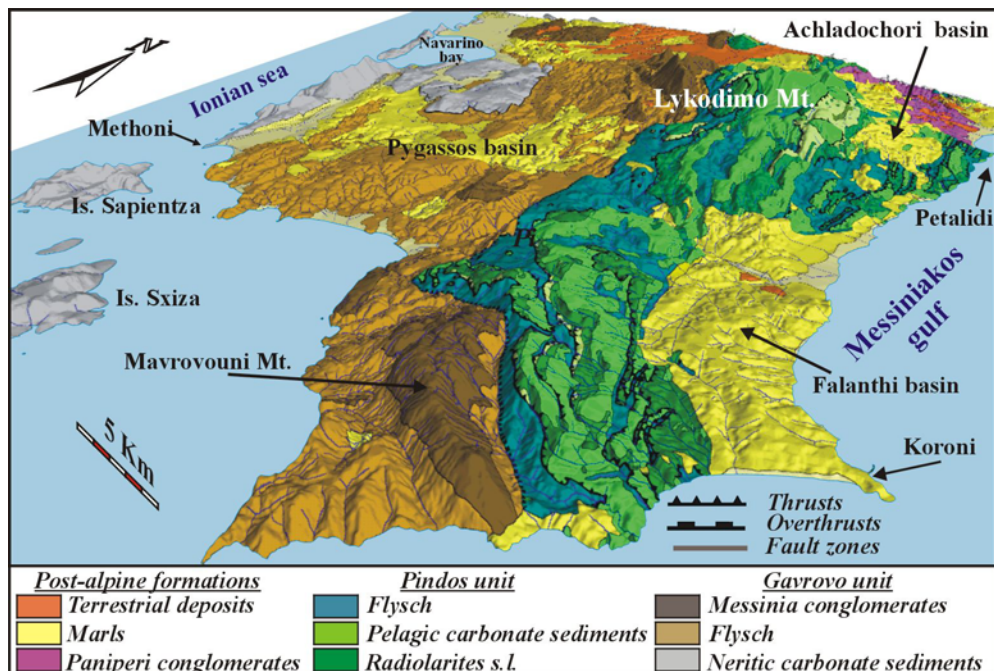 Achladochori basin
Navarino
bay
Ionian sea
Lykodimo Mt.
Methoni
Pygassos basin
Is. Sapientza
Petalidi
Is. Sxiza
Messiniakos
gulf
Mavrovouni Mt.
Falanthi basin
5 Km
Koroni
Thrusts
Overthrusts
Fault zones
Post-alpine formations
Terrestrial deposits
Marls
Paniperi conglomerates
Pindos unit
Flysch
Pelagic carbonate sediments
Radiolarites s.l.
Gavrovo unit
Messinia conglomerates
Flysch
Neritic carbonate sediments